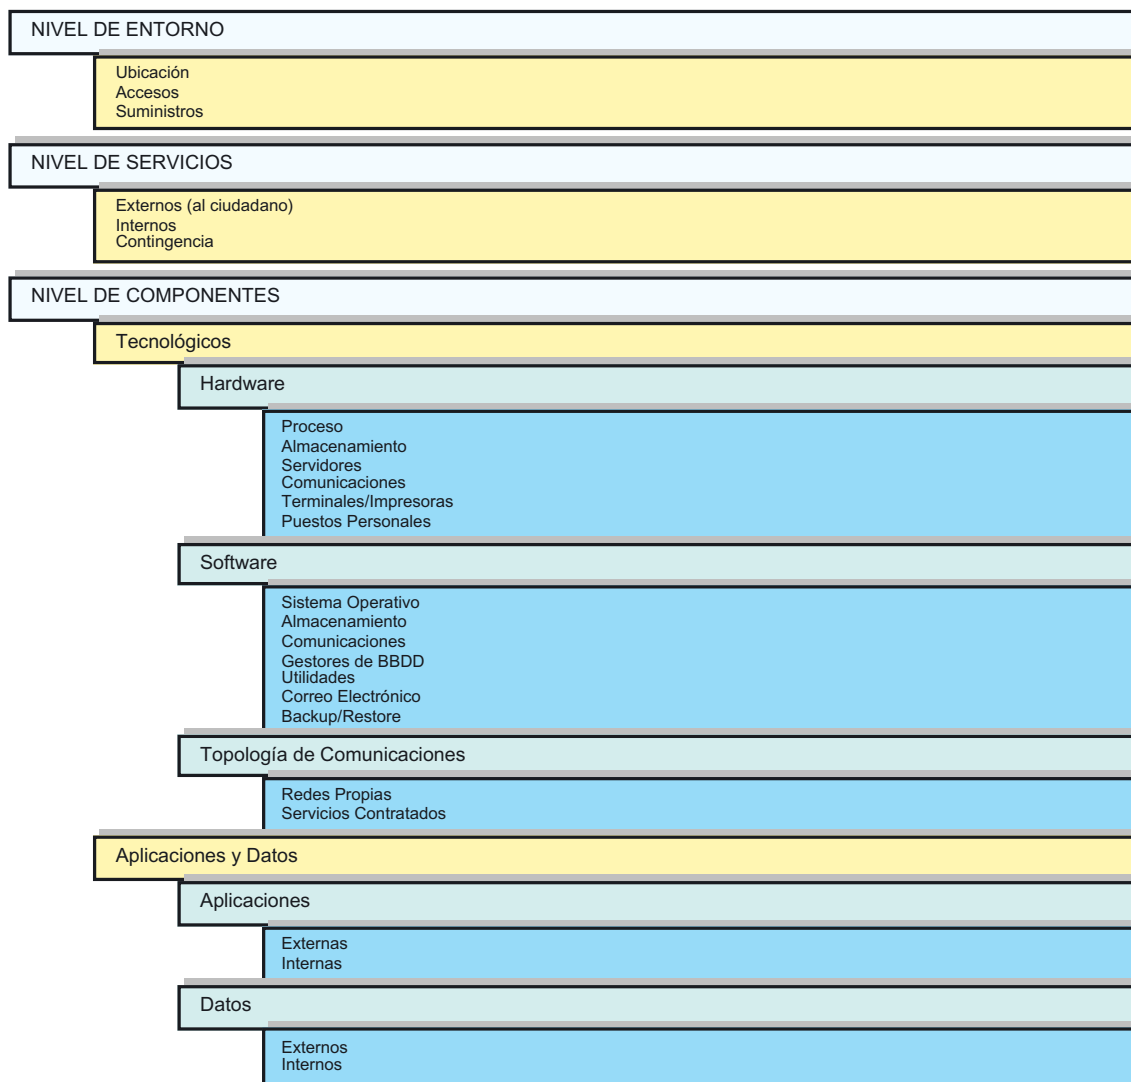 NIVEL DE ENTORNO
Ubicación
Accesos
Suministros
NIVEL DE SERVICIOS
Externos (al ciudadano)
Internos
Contingencia
NIVEL DE COMPONENTES
Tecnológicos
Hardware
Proceso
Almacenamiento
Servidores
Comunicaciones
Terminales/Impresoras
Puestos Personales
Software
Sistema Operativo
Almacenamiento
Comunicaciones
Gestores de BBDD
Utilidades
Correo Electrónico
Backup/Restore
Topología de Comunicaciones
Redes Propias
Servicios Contratados
Aplicaciones y Datos
Aplicaciones
Externas
Internas
Datos
Externos
Internos